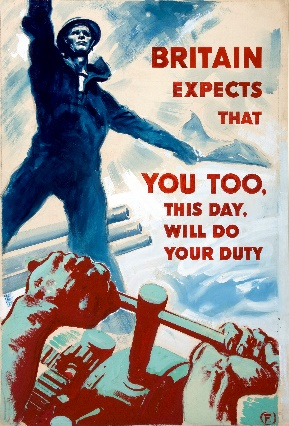 BRITAIN
EXPECTS
THAT
YOU TOO,
THIS DAY,
WILL DO
YOUR DUTY
F